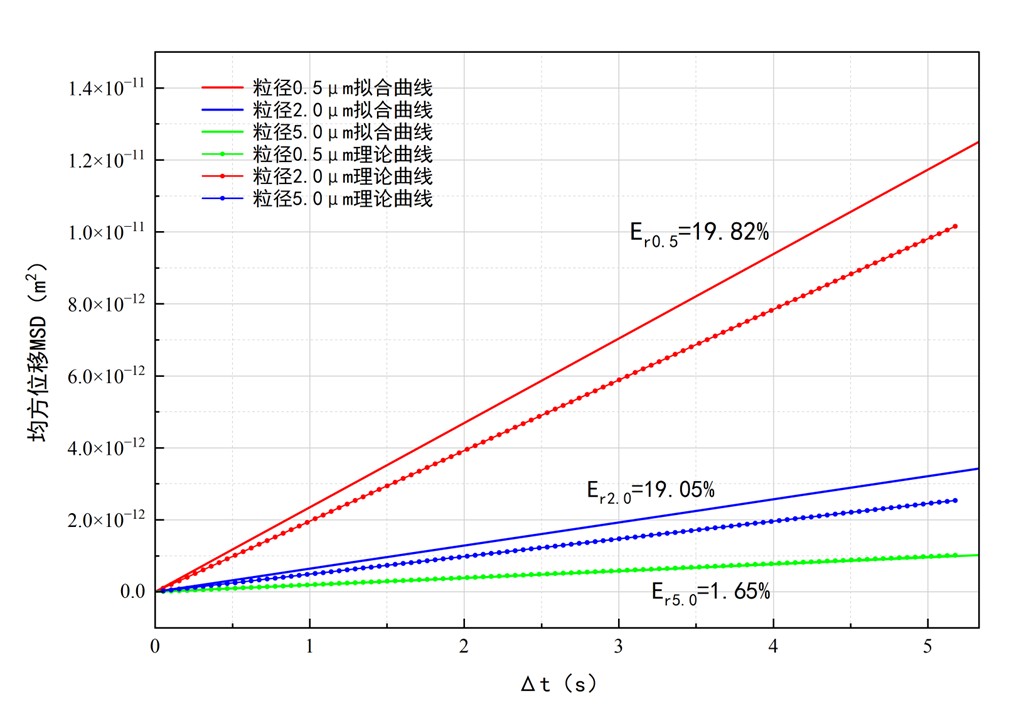 1.4×10⁻¹¹
1.2×10⁻¹¹
1.0×10⁻¹¹
8.0×10⁻¹²
6.0×10⁻¹²
4.0×10⁻¹²
2.0×10⁻¹²
0.0
均方位移MSD（m²）
粒径0.5μm拟合曲线
粒径2.0μm拟合曲线
粒径5.0μm拟合曲线
粒径0.5μm理论曲线
粒径2.0μm理论曲线
粒径5.0μm理论曲线
Er0.5=19.82%
Er2.0=19.05%
Er5.0=1.65%
0 1 2 3 4 5
Δt（s）